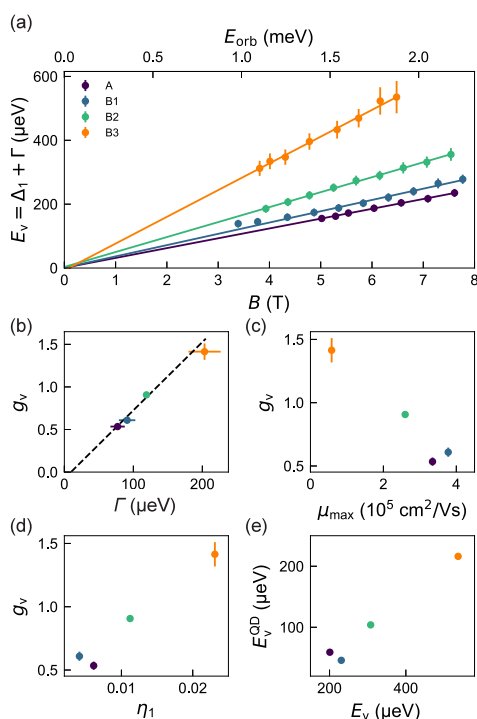 (a)
E_orb (meV)
0.0 0.5 1.0 1.5 2.0
E_v = Δ_1 + Γ (μeV)
600
400
200
0
A
B1
B2
B3
0 1 2 3 4 5 6 7 8
B (T)
(b)
g_v
1.5
1.0
0.5
0.0
0 100 200
Γ (μeV)
(c)
g_v
1.5
1.0
0.5
0 2 4
μ_max (10^5 cm^2/Vs)
(d)
g_v
1.5
1.0
0.5
0.01 0.02
η_1
(e)
E_v^QD (μeV)
200
100
200 400
E_v (μeV)